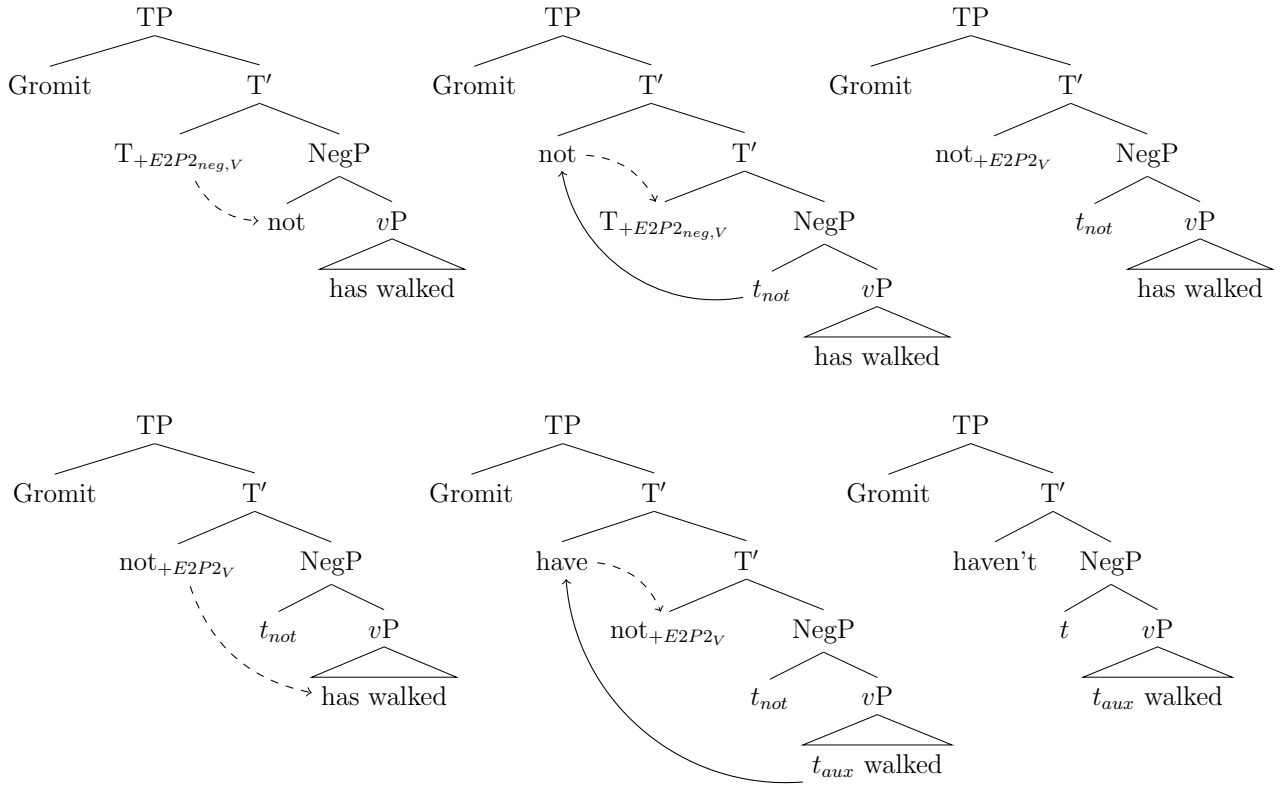 TP TP TP
Gromit T′ Gromit T′ Gromit T′
T+E2P2neg,V NegP not T′ not+E2P2V NegP
not vP T+E2P2neg,V NegP tnot vP
has walked tnot vP has walked
has walked
TP TP TP
Gromit T′ Gromit T′ Gromit T′
not+E2P2V NegP have T′ haven't NegP
tnot vP not+E2P2V NegP t vP
has walked tnot vP taux walked
taux walked